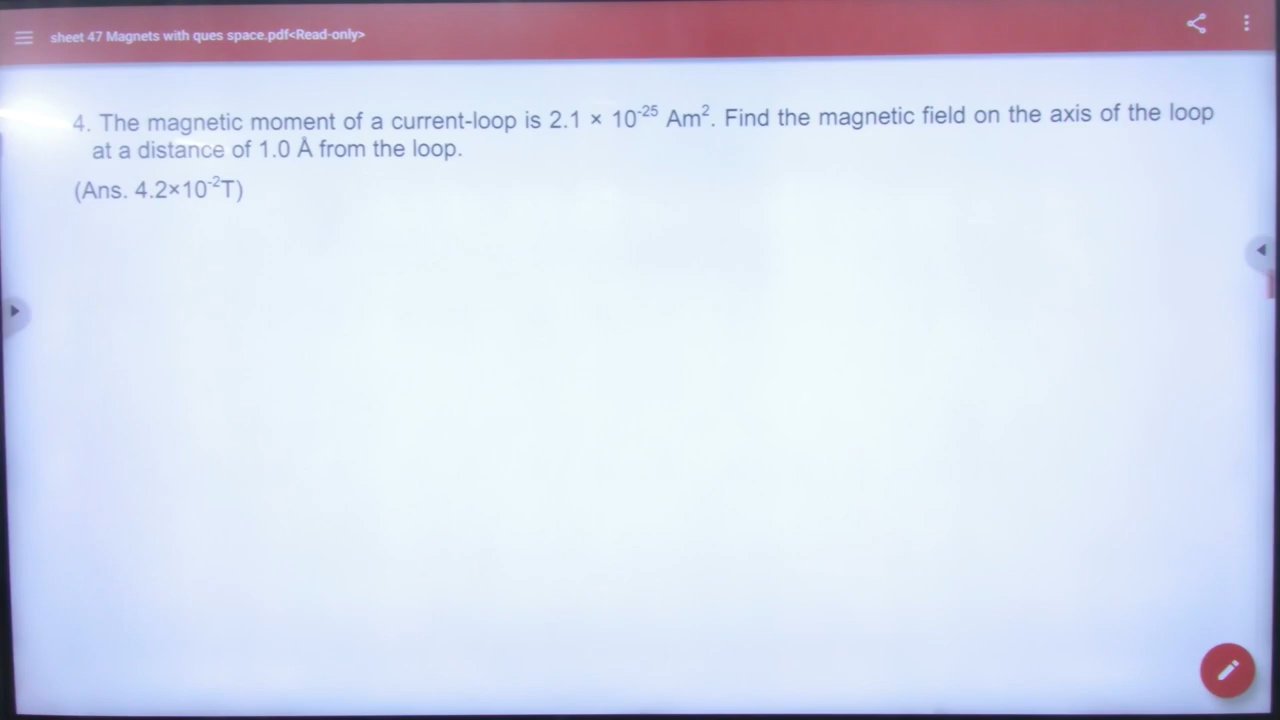 sheet 47 Magnets with ques space.pdf<Read-only>
4. The magnetic moment of a current-loop is 2.1 × 10⁻²⁵ Am². Find the magnetic field on the axis of the loop
at a distance of 1.0 Å from the loop.
(Ans. 4.2×10⁻²T)